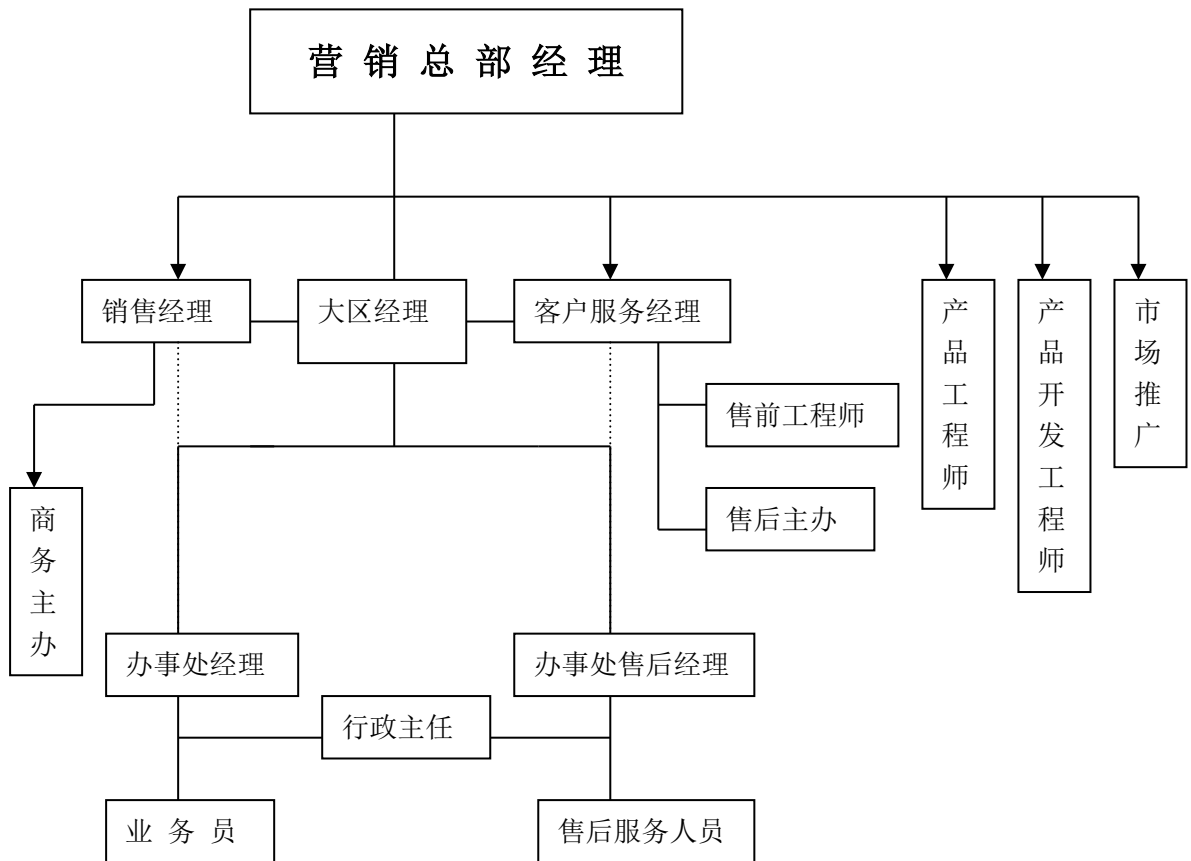 营 销 总 部 经 理
销售经理
大区经理
客户服务经理
产品工程师
产品开发工程师
市场推广
售前工程师
售后主办
商务主办
办事处经理
办事处售后经理
行政主任
业 务 员
售后服务人员